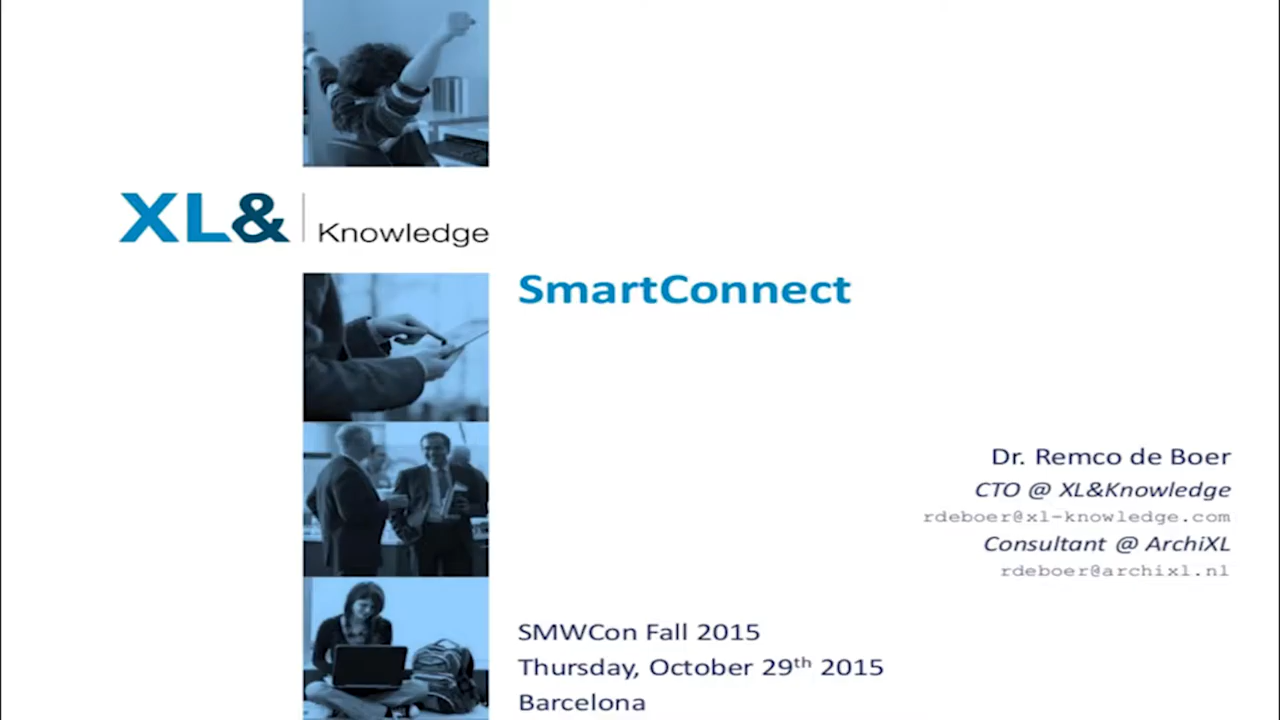 XL& Knowledge
SmartConnect
Dr. Remco de Boer
CTO @ XL&Knowledge
rdeboer@xl-knowledge.com
Consultant @ ArchiXL
rdeboer@archixl.nl
SMWCon Fall 2015
Thursday, October 29th 2015
Barcelona